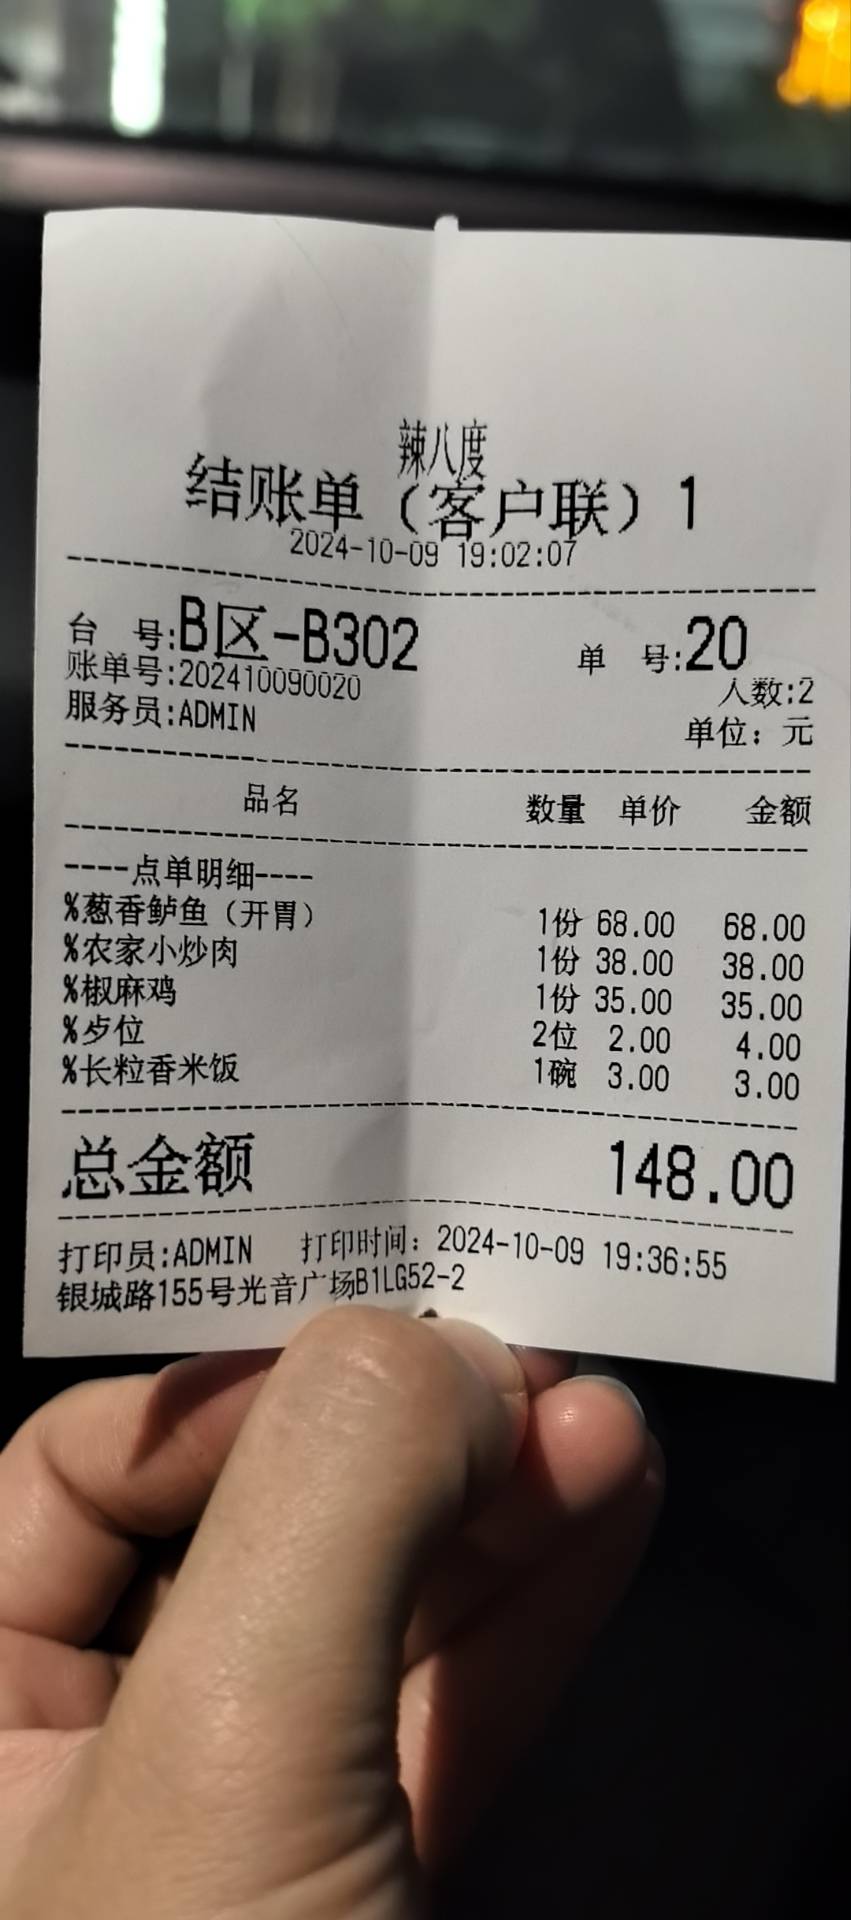 辣八度
结账单（客户联）1
2024-10-09 19:02:07
台 号:B区-B302 单 号:20
账单号:202410090020 人数:2
服务员:ADMIN 单位：元
品名 数量 单价 金额
----点单明细----
%葱香鲈鱼（开胃） 1份 68.00 68.00
%农家小炒肉 1份 38.00 38.00
%椒麻鸡 1份 35.00 35.00
%歺位 2位 2.00 4.00
%长粒香米饭 1碗 3.00 3.00
总金额 148.00
打印员:ADMIN 打印时间：2024-10-09 19:36:55
银城路155号光音广场B1LG52-2